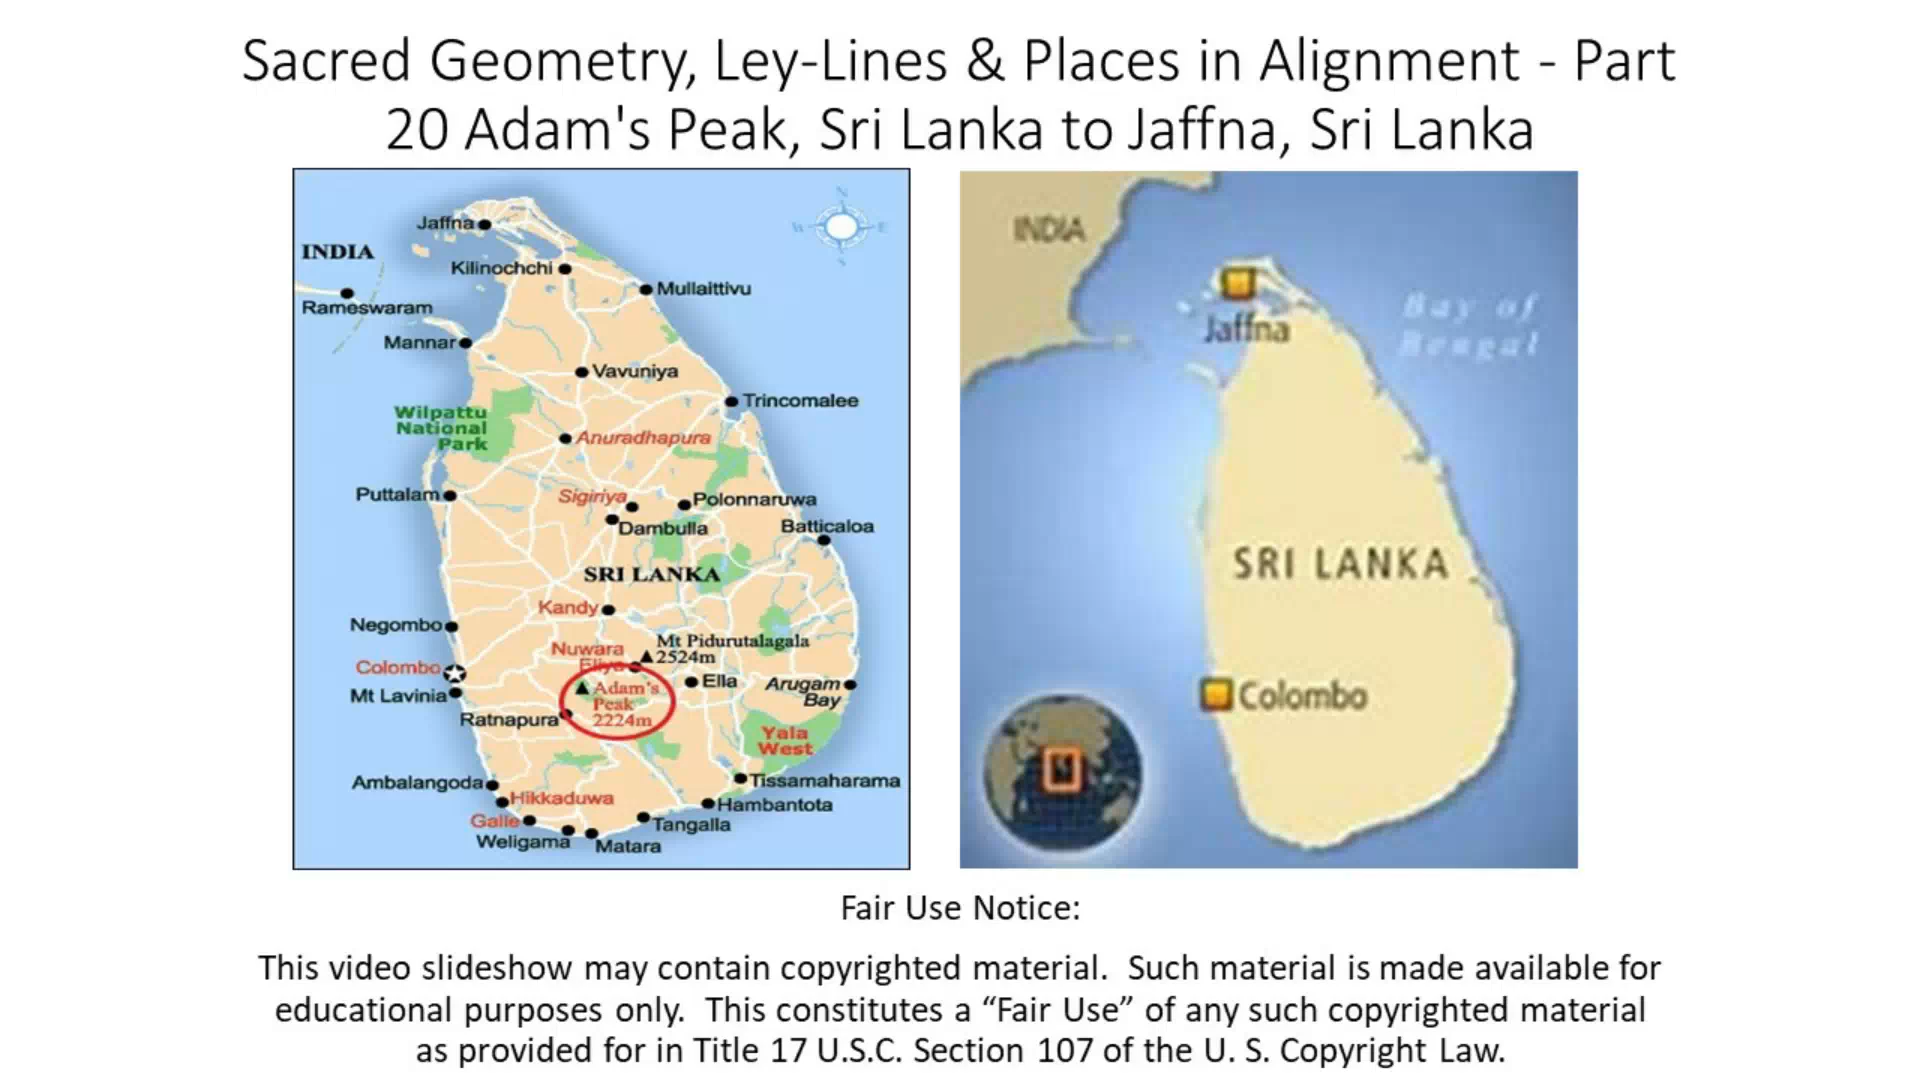 Sacred Geometry, Ley-Lines & Places in Alignment - Part
20 Adam's Peak, Sri Lanka to Jaffna, Sri Lanka
N
W
E
S
Jaffna
INDIA
Kilinochchi
Mullaittivu
Rameswaram
Mannar
Vavuniya
Trincomalee
Wilpattu
National
Park
Anuradhapura
Puttalam
Sigiriya
Polonnaruwa
Dambulla
Batticaloa
SRI LANKA
Kandy
Negombo
Mt Pidurutalagala
2524m
Nuwara
Eliya
Colombo
Ella
Arugam
Bay
Mt Lavinia
Adam's
Peak
2224m
Ratnapura
Yala
West
Ambalangoda
Tissamaharama
Hikkaduwa
Hambantota
Galle
Tangalla
Weligama
Matara
INDIA
Bay of
Bengal
Jaffna
SRI LANKA
Colombo
Fair Use Notice:
This video slideshow may contain copyrighted material.  Such material is made available for
educational purposes only.  This constitutes a “Fair Use” of any such copyrighted material
as provided for in Title 17 U.S.C. Section 107 of the U. S. Copyright Law.